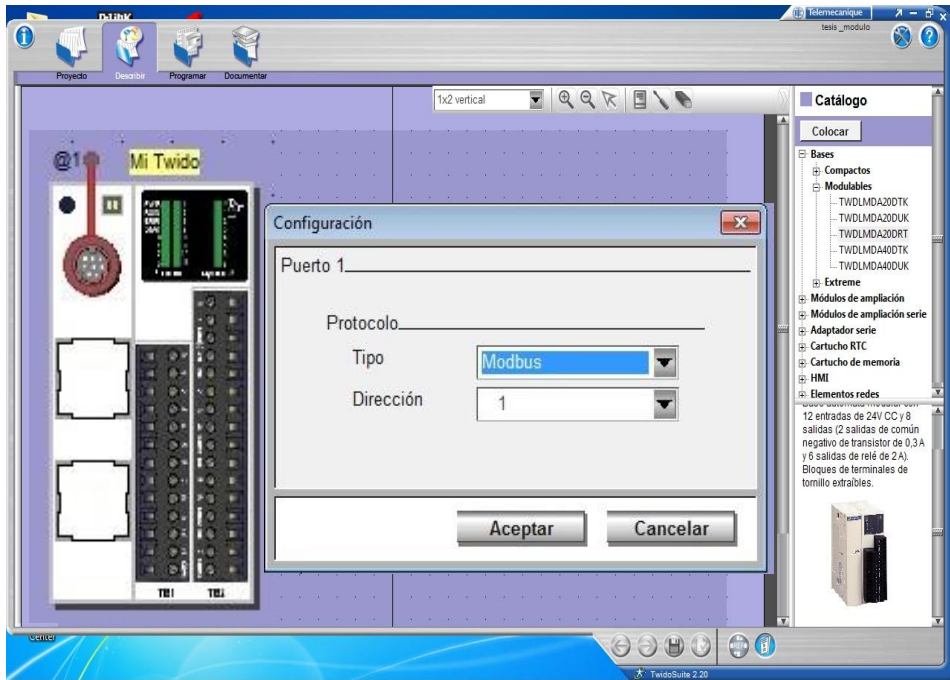 Telemecanique
tesis_modulo
Proyecto
Describir
Programar
Documentar
1x2 vertical
Catálogo
Colocar
Bases
Compactos
Modulables
TWDLMDA20DTK
TWDLMDA20DUK
TWDLMDA20DRT
TWDLMDA40DTK
TWDLMDA40DUK
Extreme
Módulos de ampliación
Módulos de ampliación serie
Adaptador serie
Cartucho RTC
Cartucho de memoria
HMI
Elementos redes
12 entradas de 24V CC y 8
salidas (2 salidas de común
negativo de transistor de 0,3 A
y 6 salidas de relé de 2 A).
Bloques de terminales de
tornillo extraíbles.
@1
Mi Twido
Configuración
Puerto 1
Protocolo
Tipo
Modbus
Dirección
1
Aceptar
Cancelar
TB1
Center
TwidoSuite 2.20